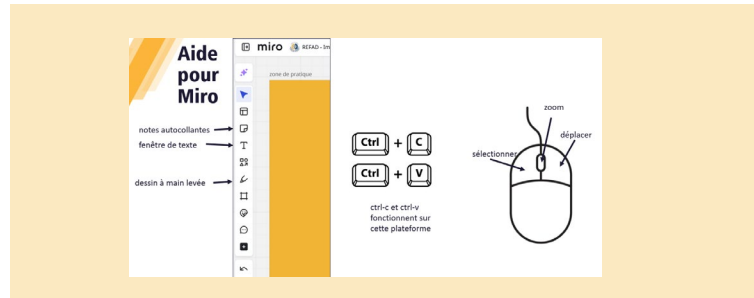 Aide
pour
Miro
miro
REFAD - Im
zone de pratique
notes autocollantes
fenêtre de texte
dessin à main levée
T
Ctrl + C
Ctrl + V
ctrl-c et ctrl-v
fonctionnent sur
cette plateforme
zoom
déplacer
sélectionner